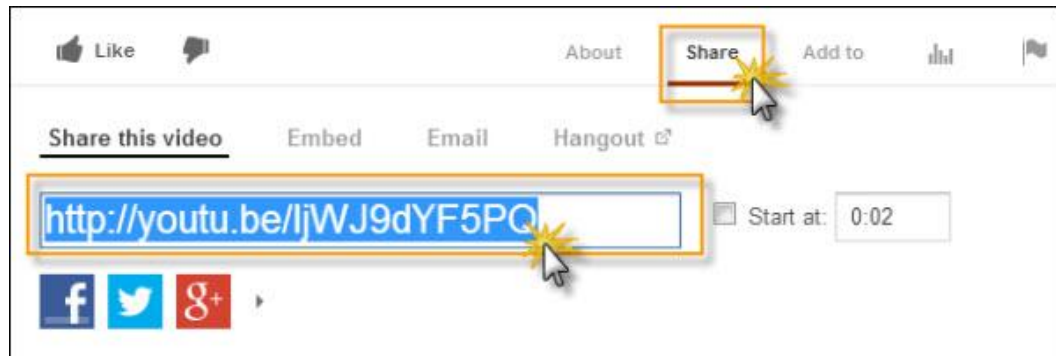 Like About Share Add to
Share this video Embed Email Hangout
http://youtu.be/IjWJ9dYF5PQ Start at: 0:02
f 8+